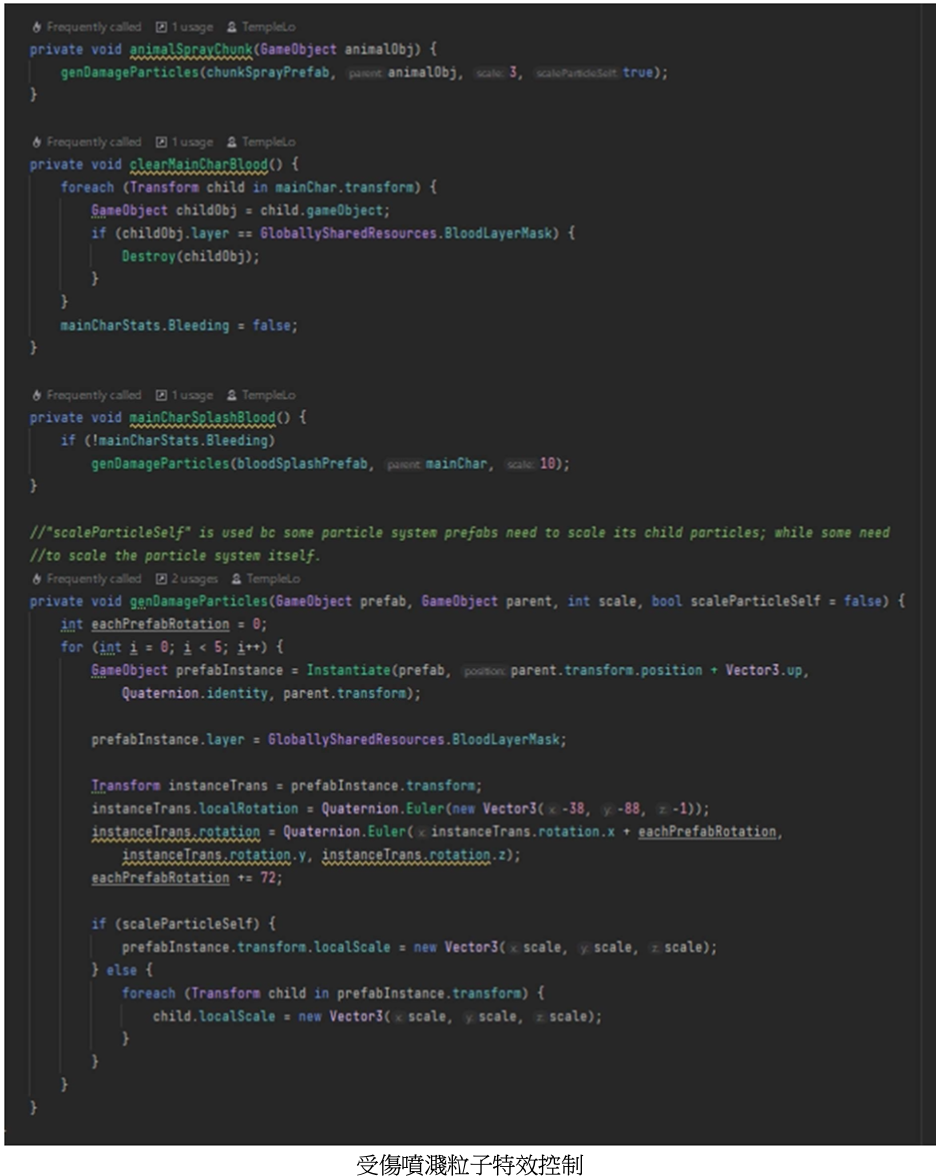 Frequently called 1 usage TempleLo
private void animalSprayChunk(GameObject animalObj) {
genDamageParticles(chunkSprayPrefab, parent: animalObj, scale: 3, scaleParticleSelf: true);
}
Frequently called 1 usage TempleLo
private void clearMainCharBlood() {
foreach (Transform child in mainChar.transform) {
GameObject childObj = child.gameObject;
if (childObj.layer == GloballySharedResources.BloodLayerMask) {
Destroy(childObj);
}
}
mainCharStats.Bleeding = false;
}
Frequently called 1 usage TempleLo
private void mainCharSplashBlood() {
if (!mainCharStats.Bleeding)
genDamageParticles(bloodSplashPrefab, parent: mainChar, scale: 10);
}
//"scaleParticleSelf" is used bc some particle system prefabs need to scale its child particles; while some need
//to scale the particle system itself.
Frequently called 2 usages TempleLo
private void genDamageParticles(GameObject prefab, GameObject parent, int scale, bool scaleParticleSelf = false) {
int eachPrefabRotation = 0;
for (int i = 0; i < 5; i++) {
GameObject prefabInstance = Instantiate(prefab, position: parent.transform.position + Vector3.up,
Quaternion.identity, parent.transform);
prefabInstance.layer = GloballySharedResources.BloodLayerMask;
Transform instanceTrans = prefabInstance.transform;
instanceTrans.localRotation = Quaternion.Euler(new Vector3( x: -38, y: -88, z: -1));
instanceTrans.rotation = Quaternion.Euler( x: instanceTrans.rotation.x + eachPrefabRotation,
instanceTrans.rotation.y, instanceTrans.rotation.z);
eachPrefabRotation += 72;
if (scaleParticleSelf) {
prefabInstance.transform.localScale = new Vector3( x: scale, y: scale, z: scale);
} else {
foreach (Transform child in prefabInstance.transform) {
child.localScale = new Vector3( x: scale, y: scale, z: scale);
}
}
}
}
受傷噴濺粒子特效控制